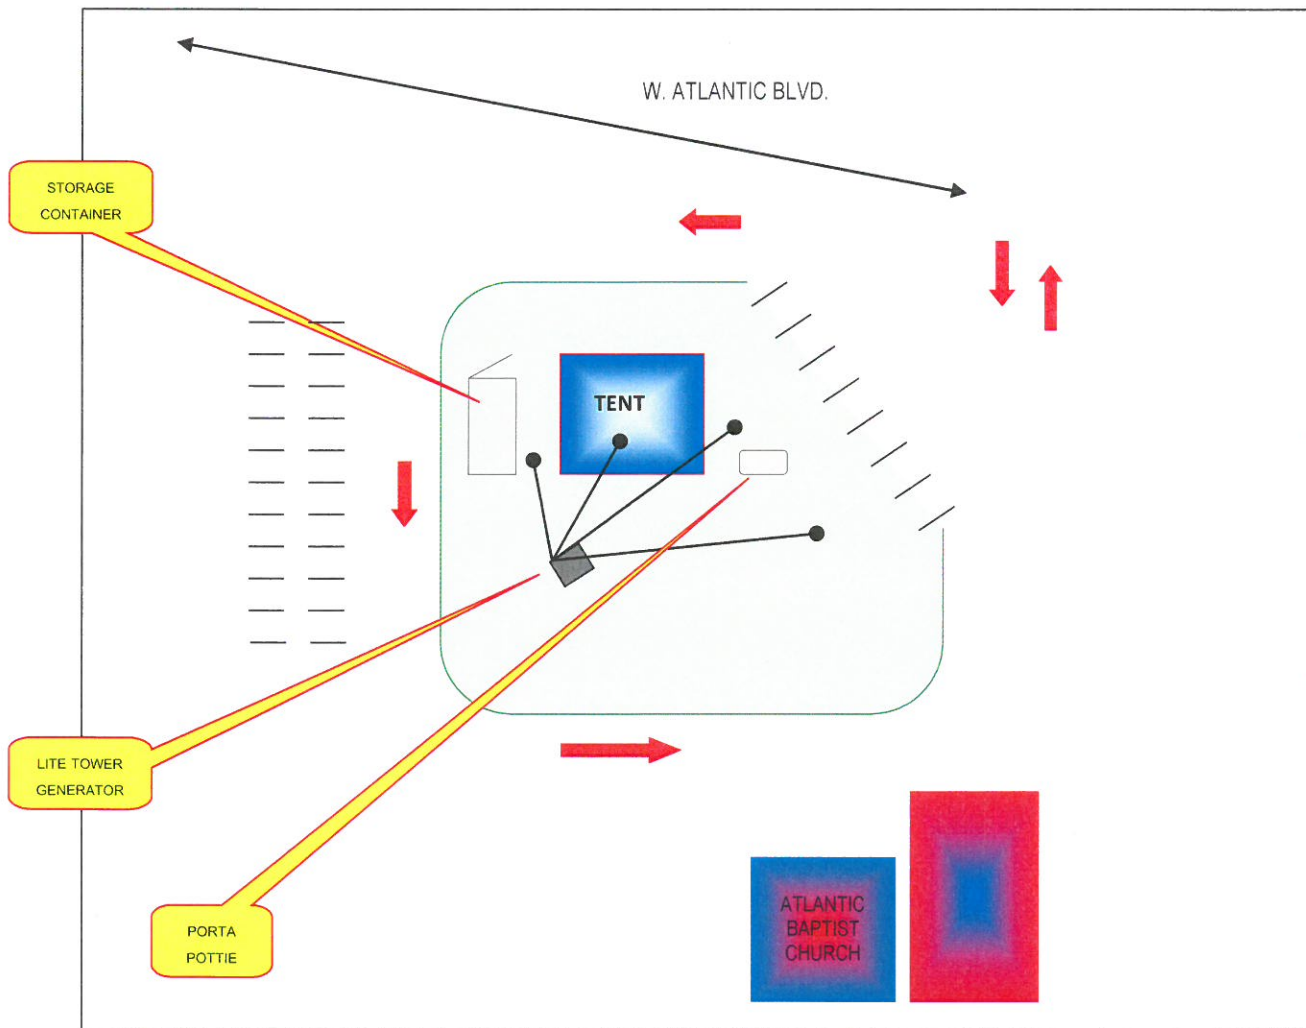 W. ATLANTIC BLVD.
STORAGE
CONTAINER
TENT
LITE TOWER
GENERATOR
PORTA
POTTIE
ATLANTIC
BAPTIST
CHURCH